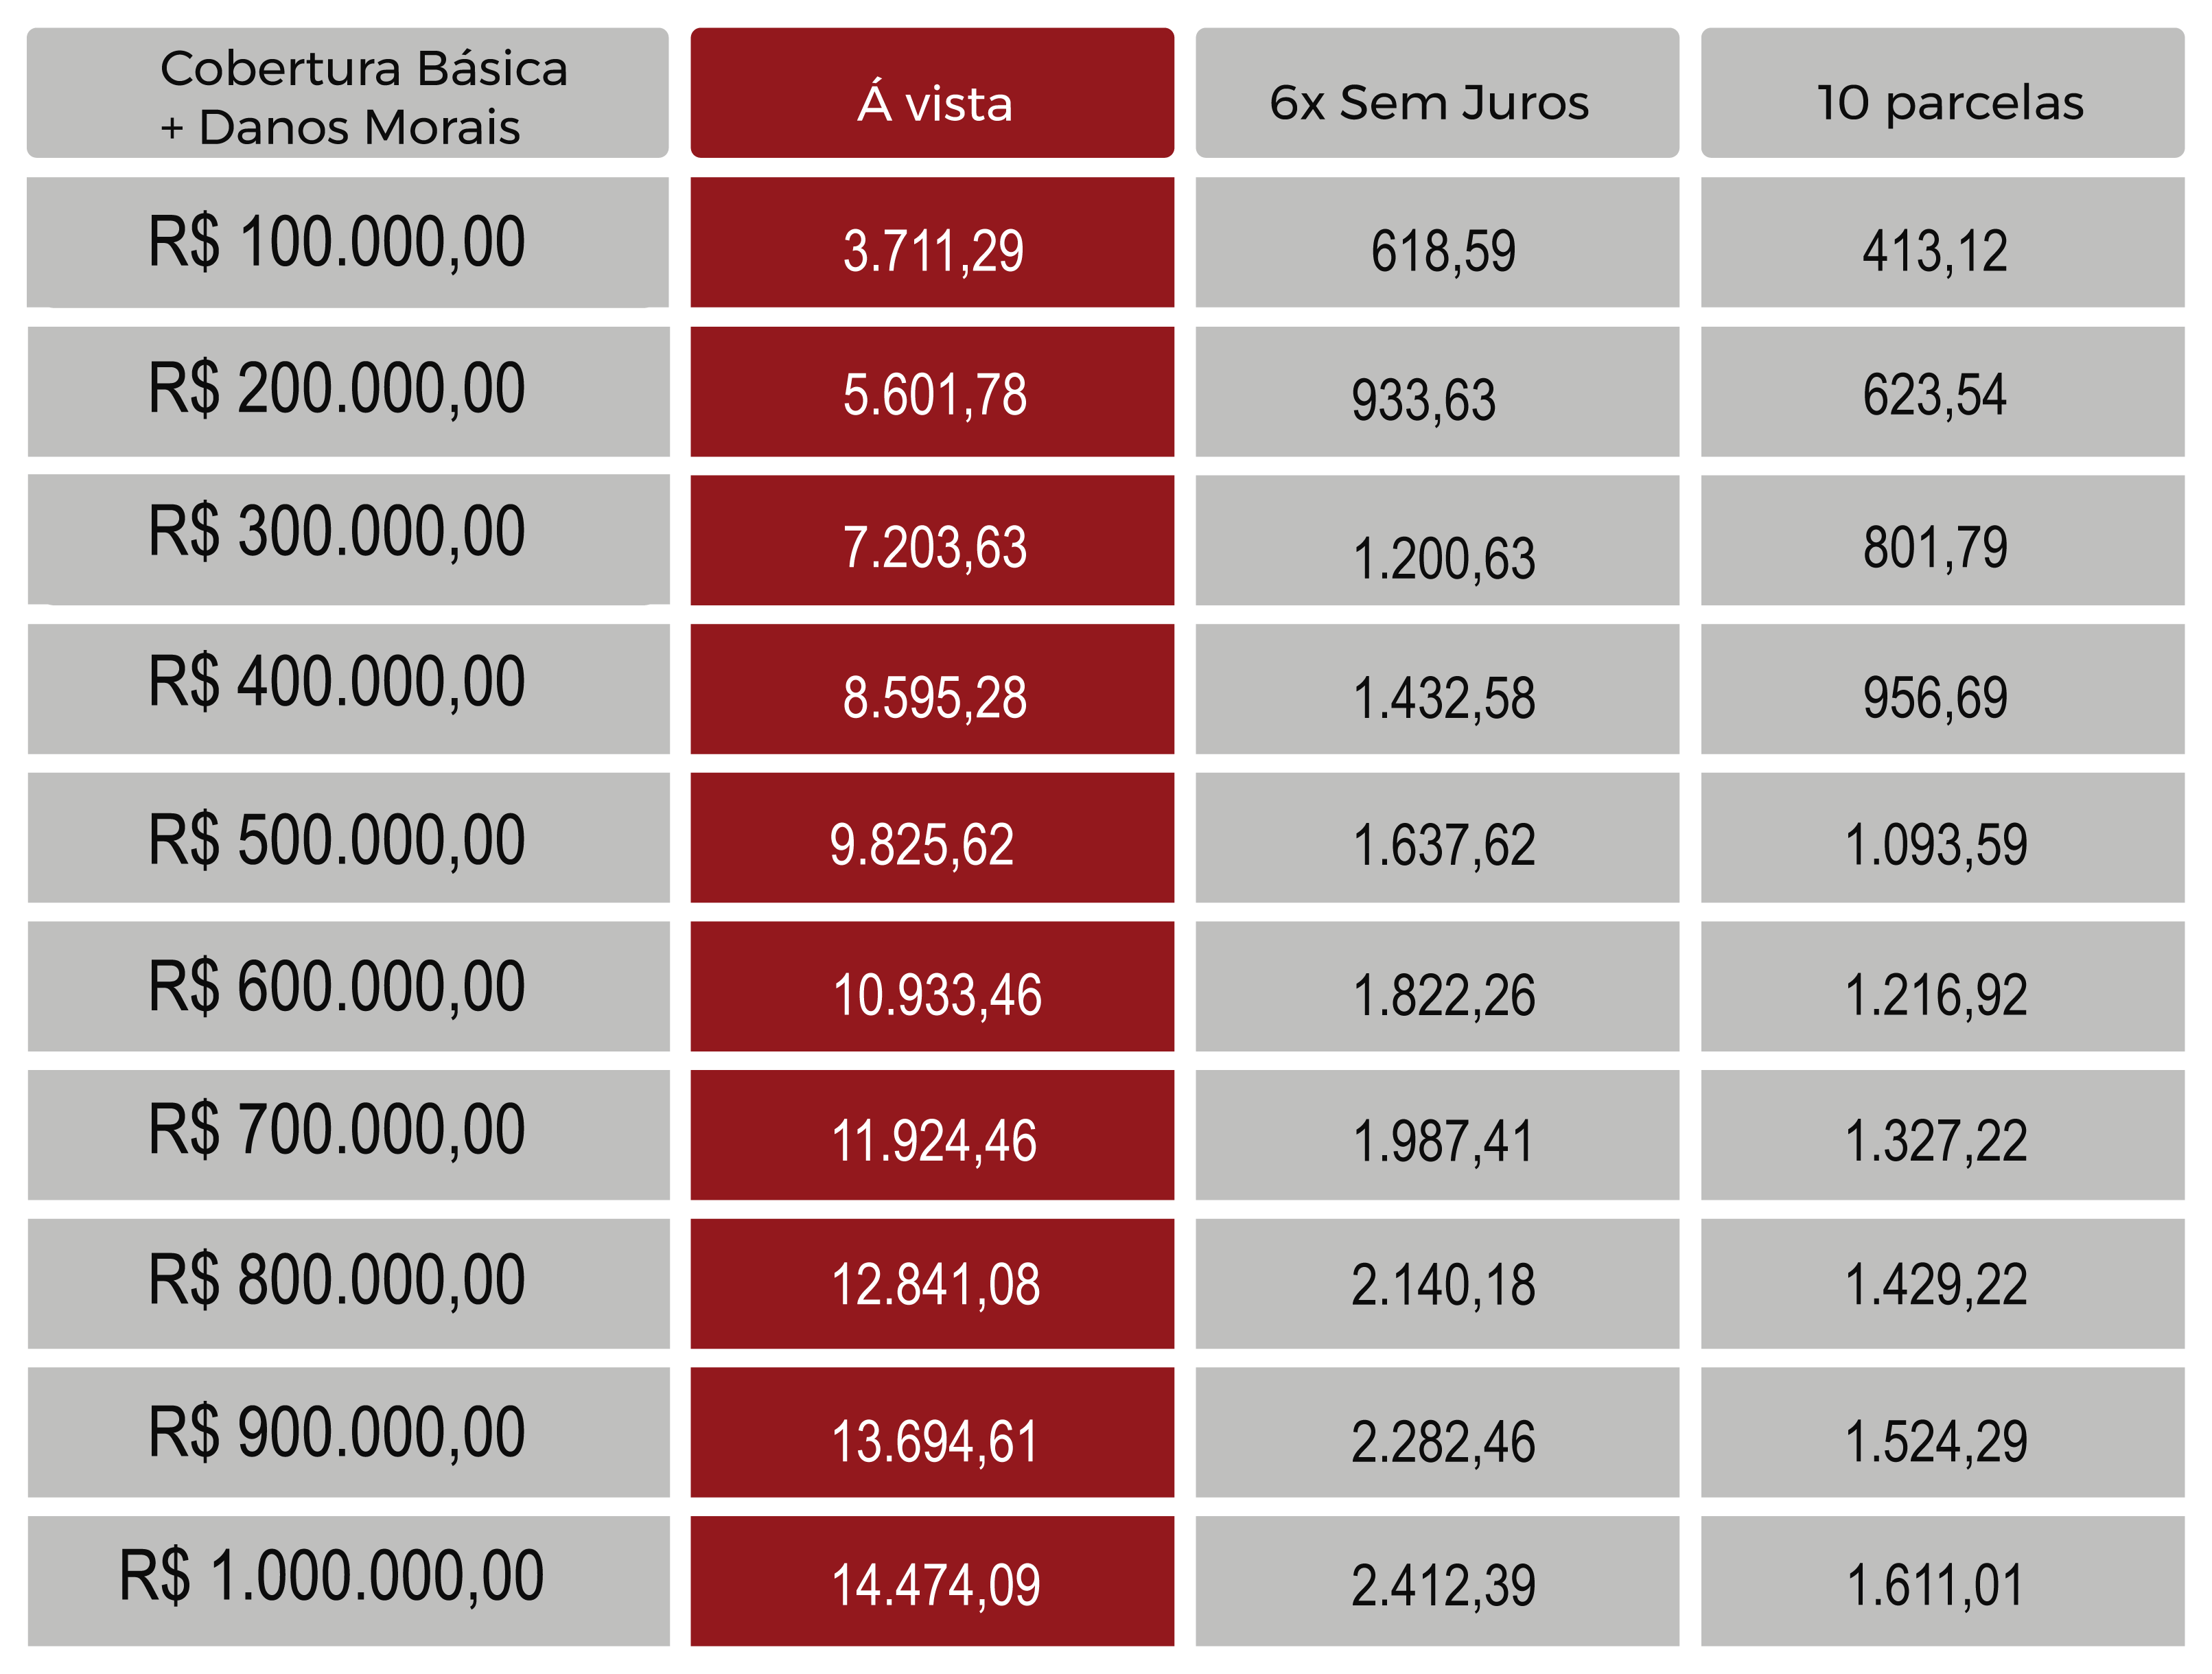 Cobertura Básica
+ Danos Morais
Á vista
6x Sem Juros
10 parcelas
R$ 100.000,00 3.711,29 618,59 413,12
R$ 200.000,00 5.601,78 933,63 623,54
R$ 300.000,00 7.203,63 1.200,63 801,79
R$ 400.000,00 8.595,28 1.432,58 956,69
R$ 500.000,00 9.825,62 1.637,62 1.093,59
R$ 600.000,00 10.933,46 1.822,26 1.216,92
R$ 700.000,00 11.924,46 1.987,41 1.327,22
R$ 800.000,00 12.841,08 2.140,18 1.429,22
R$ 900.000,00 13.694,61 2.282,46 1.524,29
R$ 1.000.000,00 14.474,09 2.412,39 1.611,01